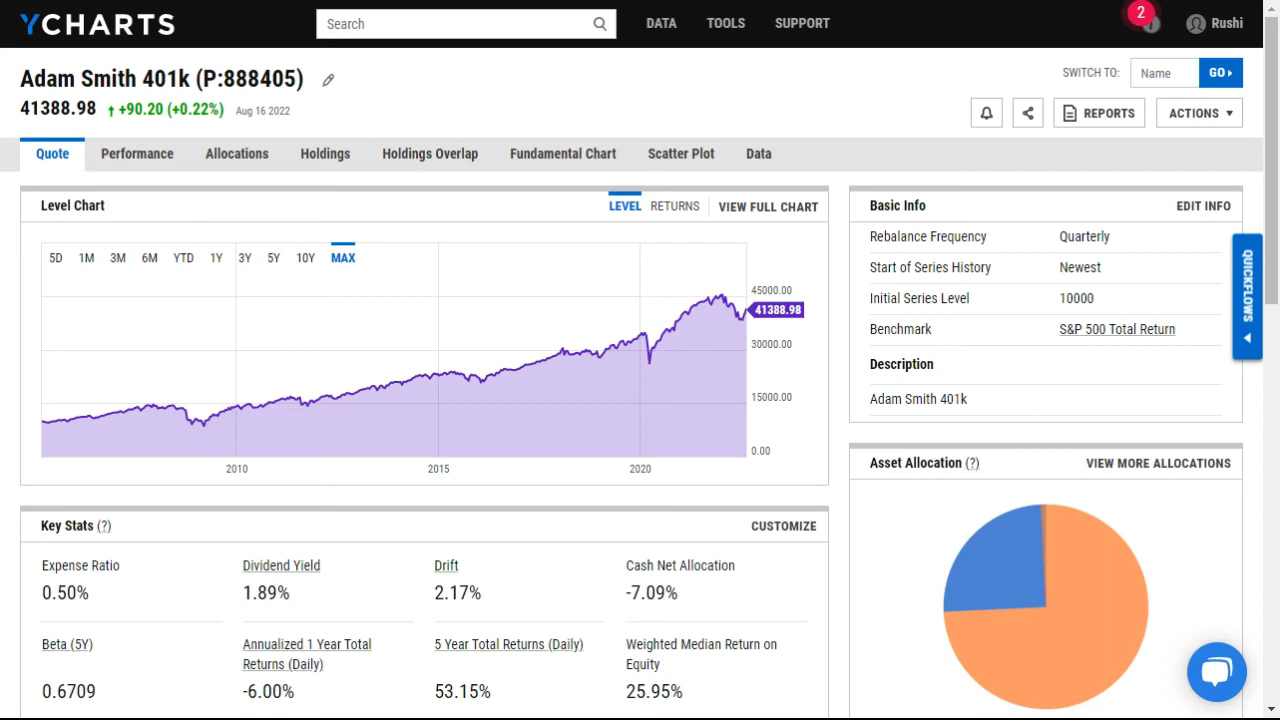 YCHARTS
Search
DATA
TOOLS
SUPPORT
2
Rushi
Adam Smith 401k (P:888405)
41388.98 +90.20 (+0.22%) Aug 16 2022
SWITCH TO: Name GO
REPORTS
ACTIONS
Quote
Performance
Allocations
Holdings
Holdings Overlap
Fundamental Chart
Scatter Plot
Data
Level Chart
LEVEL
RETURNS
VIEW FULL CHART
5D 1M 3M 6M YTD 1Y 3Y 5Y 10Y MAX
45000.00
41388.98
30000.00
15000.00
0.00
2010
2015
2020
Basic Info
EDIT INFO
Rebalance Frequency Quarterly
Start of Series History Newest
Initial Series Level 10000
Benchmark S&P 500 Total Return
Description
Adam Smith 401k
QUICKFLOWS
Key Stats (?)
CUSTOMIZE
Expense Ratio
0.50%
Dividend Yield
1.89%
Drift
2.17%
Cash Net Allocation
-7.09%
Beta (5Y)
0.6709
Annualized 1 Year Total
Returns (Daily)
-6.00%
5 Year Total Returns (Daily)
53.15%
Weighted Median Return on
Equity
25.95%
Asset Allocation (?)
VIEW MORE ALLOCATIONS